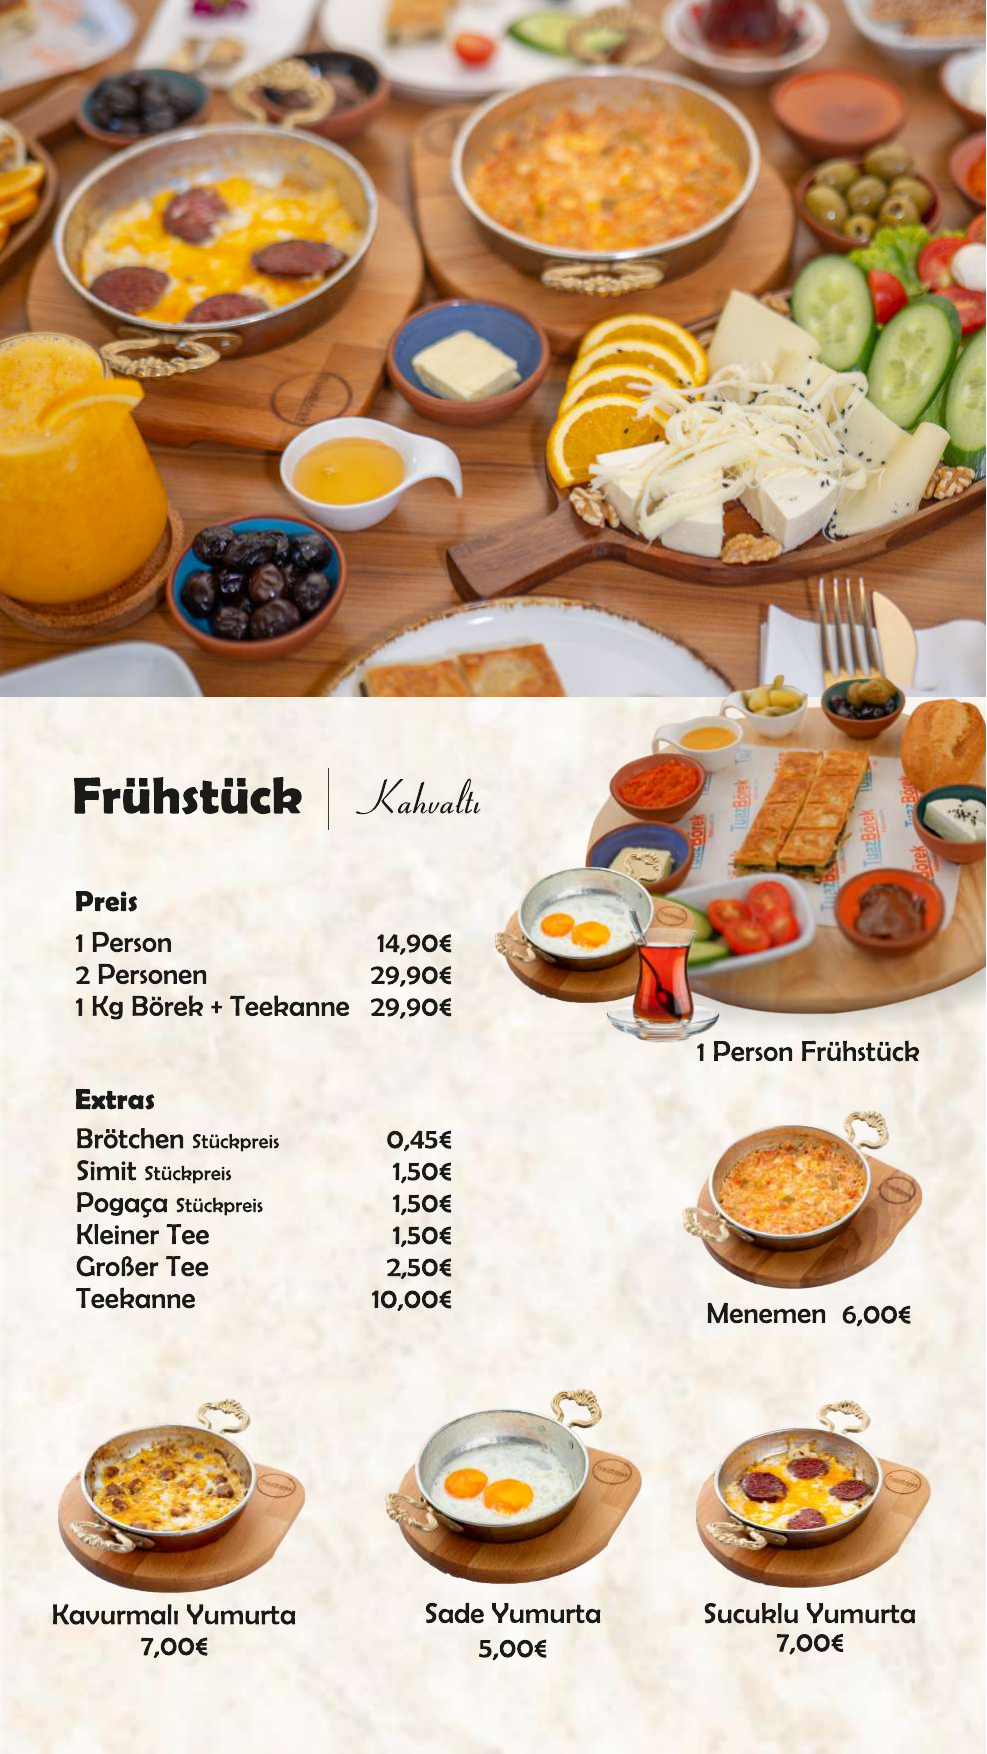 Frühstück | Kahvaltı
Preis
1 Person 14,90€
2 Personen 29,90€
1 Kg Börek + Teekanne 29,90€
TuazBörek
TuazBörek
TuazBörek
1 Person Frühstück
Extras
Brötchen Stückpreis 0,45€
Simit Stückpreis 1,50€
Pogaça Stückpreis 1,50€
Kleiner Tee 1,50€
Großer Tee 2,50€
Teekanne 10,00€
Menemen 6,00€
Kavurmalı Yumurta
7,00€
Sade Yumurta
5,00€
Sucuklu Yumurta
7,00€